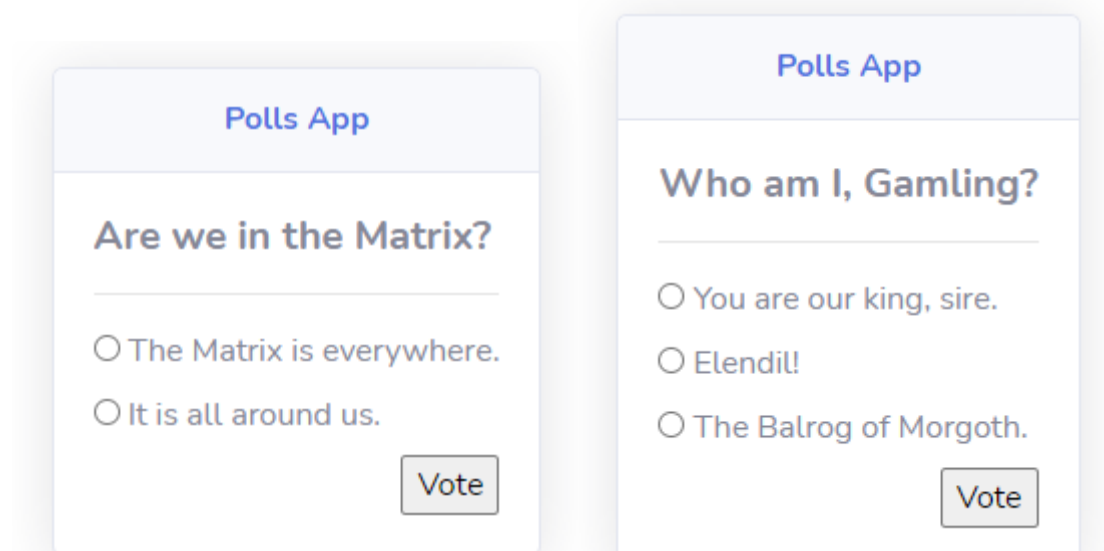 Polls App
Are we in the Matrix?
The Matrix is everywhere.
It is all around us.
Vote
Polls App
Who am I, Gamling?
You are our king, sire.
Elendil!
The Balrog of Morgoth.
Vote